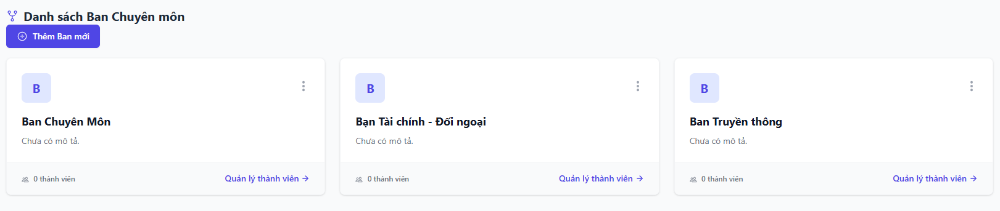 Danh sách Ban Chuyên môn
Thêm Ban mới
B
Ban Chuyên Môn
Chưa có mô tả.
0 thành viên
Quản lý thành viên →
B
Bạn Tài chính - Đối ngoại
Chưa có mô tả.
0 thành viên
Quản lý thành viên →
B
Ban Truyền thông
Chưa có mô tả.
0 thành viên
Quản lý thành viên →